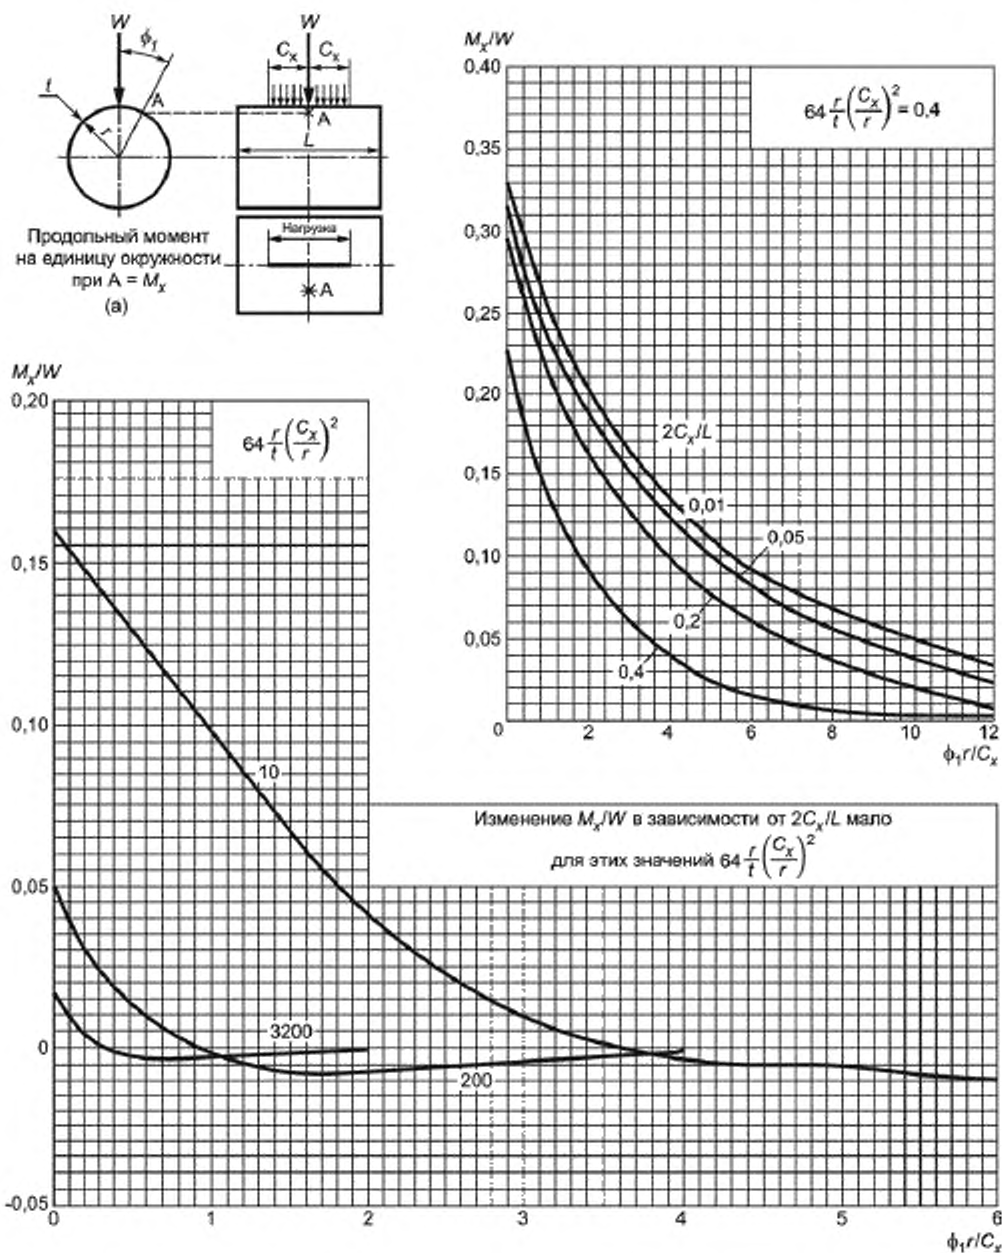 W
ϕ₁
t
r
A
W
Cₓ Cₓ
A
L
Нагрузка
A
Продольный момент
на единицу окружности
при A = Mₓ
(а)
Mₓ/W
0,40
0,35
0,30
0,25
0,20
0,15
0,10
0,05
0
2
4
6
8
10
12
ϕ₁r/Cₓ
64 r/t (Cₓ/r)² = 0,4
2Cₓ/L
0,01
0,05
0,2
0,4
Mₓ/W
0,20
0,15
0,10
0,05
0
-0,05
64 r/t (Cₓ/r)²
10
3200
200
Изменение Mₓ/W в зависимости от 2Cₓ/L мало
для этих значений 64 r/t (Cₓ/r)²
0
1
2
3
4
5
6
ϕ₁r/Cₓ